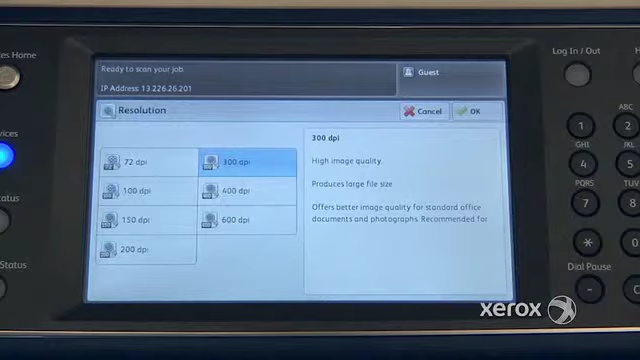 Ready to scan your job
Guest
IP Address 13.226.26.201
Resolution
Cancel
OK
72 dpi
300 dpi
100 dpi
400 dpi
150 dpi
600 dpi
200 dpi
300 dpi
High image quality
Produces large file size
Offers better image quality for standard office
documents and photographs. Recommended for
es Home
vices
tatus
Status
Log In / Out
H
1
2
ABC
GHI
4
JKL
5
PQRS
7
TUV
8
*
0
Dial Pause
-
C
xerox